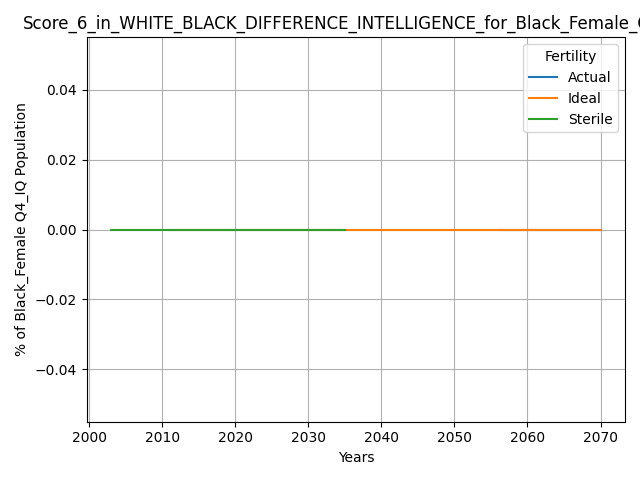 Score_6_in_WHITE_BLACK_DIFFERENCE_INTELLIGENCE_for_Black_Female_
Fertility
Actual
Ideal
Sterile
% of Black_Female Q4_IQ Population
0.04
0.02
0.00
−0.02
−0.04
2000 2010 2020 2030 2040 2050 2060 2070
Years